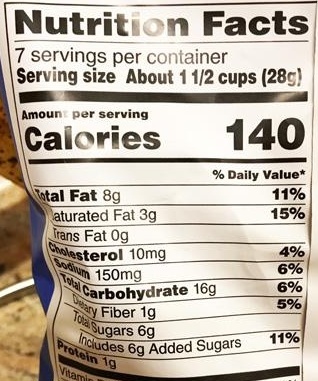 Nutrition Facts
7 servings per container
Serving size About 1 1/2 cups (28g)
Amount per serving
Calories 140
% Daily Value*
Total Fat 8g 11%
aturated Fat 3g 15%
Trans Fat 0g
Cholesterol 10mg 4%
Sodium 150mg 6%
Total Carbohydrate 16g 6%
Dietary Fiber 1g 5%
Total Sugars 6g
Includes 6g Added Sugars 11%
Protein 1g
Vitamin